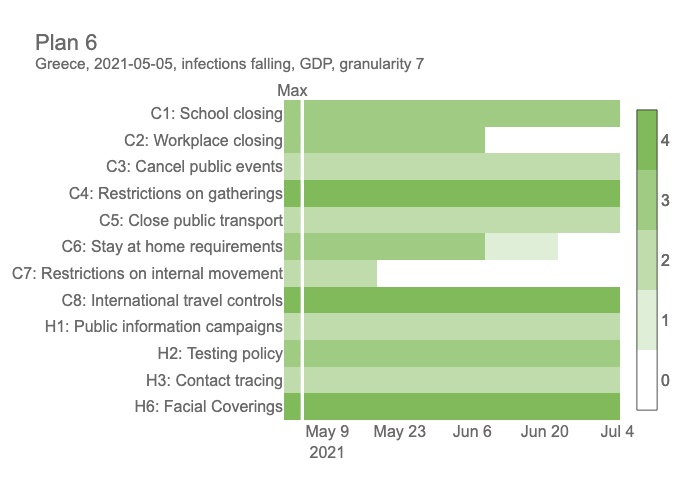 Plan 6
Greece, 2021-05-05, infections falling, GDP, granularity 7
Max
C1: School closing
C2: Workplace closing
C3: Cancel public events
C4: Restrictions on gatherings
C5: Close public transport
C6: Stay at home requirements
C7: Restrictions on internal movement
C8: International travel controls
H1: Public information campaigns
H2: Testing policy
H3: Contact tracing
H6: Facial Coverings
4
3
2
1
0
May 9 May 23 Jun 6 Jun 20 Jul 4
2021